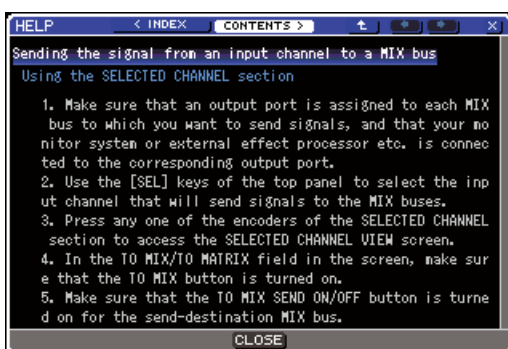 HELP < INDEX CONTENTS > X
Sending the signal from an input channel to a MIX bus
Using the SELECTED CHANNEL section
1. Make sure that an output port is assigned to each MIX
bus to which you want to send signals, and that your mo
nitor system or external effect processor etc. is connec
ted to the corresponding output port.
2. Use the [SEL] keys of the top panel to select the inp
ut channel that will send signals to the MIX buses.
3. Press any one of the encoders of the SELECTED CHANNEL
section to access the SELECTED CHANNEL VIEW screen.
4. In the TO MIX/TO MATRIX field in the screen, make sur
e that the TO MIX button is turned on.
5. Make sure that the TO MIX SEND ON/OFF button is turne
d on for the send-destination MIX bus.
CLOSE